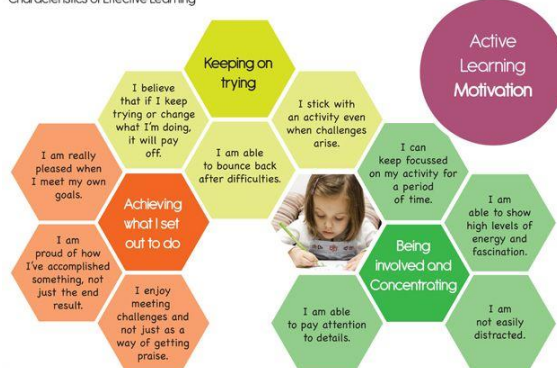 Characteristics of Effective Learning
Active
Learning
Motivation
Keeping on
trying
I believe
that if I keep
trying or change
what I'm doing,
it will pay
off.
I stick with
an activity even
when challenges
arise.
I am able
to bounce back
after difficulties.
I am really
pleased when
I meet my own
goals.
Achieving
what I set
out to do
I am
proud of how
I've accomplished
something, not
just the end
result.
I enjoy
meeting
challenges and
not just as a
way of getting
praise.
I can
keep focussed
on my activity for
a period
of time.
I am
able to show
high levels of
energy and
fascination.
Being
involved and
Concentrating
I am able
to pay attention
to details.
I am
not easily
distracted.